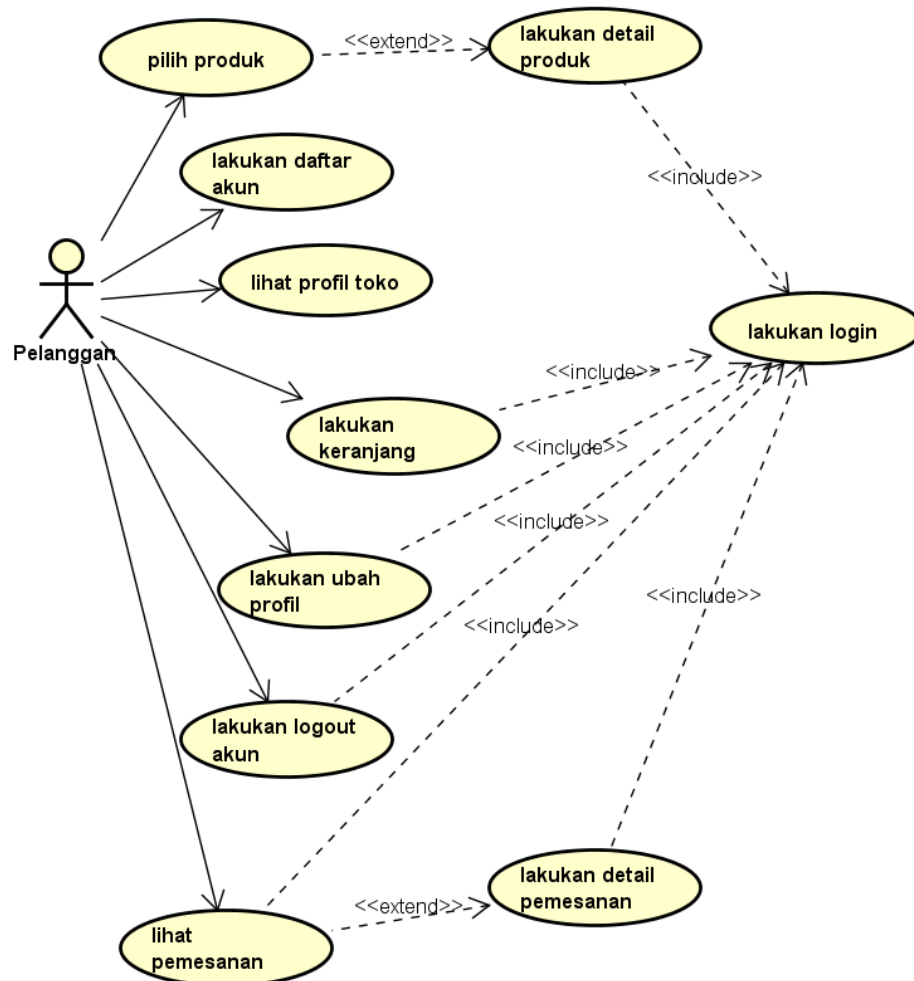 pilih produk
<<extend>>
lakukan detail
produk
lakukan daftar
akun
<<include>>
lihat profil toko
Pelanggan
lakukan login
<<include>>
lakukan
keranjang
<<include>>
<<include>>
lakukan ubah
profil
<<include>>
<<include>>
lakukan logout
akun
lakukan detail
pemesanan
<<extend>>
lihat
pemesanan